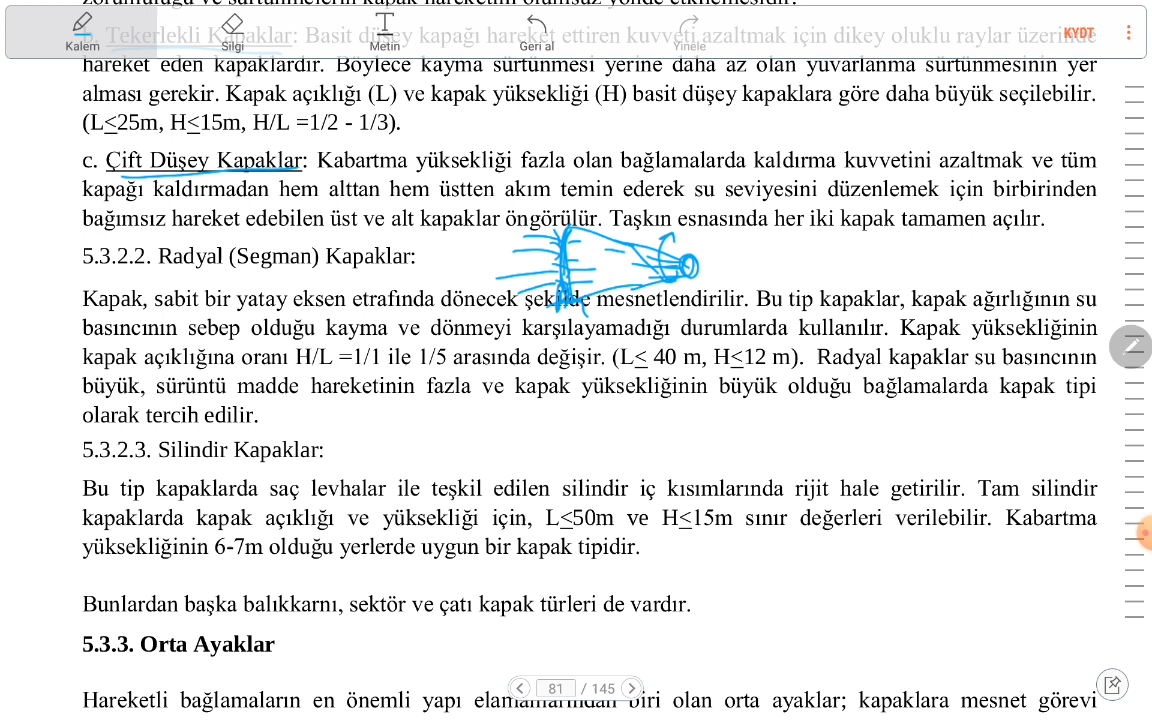 zorunluluğu ve sürtünmelerin kapak hareketini olumsuz yönde etkilemesidir.
Kalem
Silgi
Metin
Geri al
Yinele
KYDT
b. Tekerlekli Kapaklar: Basit düşey kapağı hareket ettiren kuvveti azaltmak için dikey oluklu raylar üzerinde
hareket eden kapaklardır. Böylece kayma sürtünmesi yerine daha az olan yuvarlanma sürtünmesinin yer
alması gerekir. Kapak açıklığı (L) ve kapak yüksekliği (H) basit düşey kapaklara göre daha büyük seçilebilir.
(L≤25m, H≤15m, H/L =1/2 - 1/3).
c. Çift Düşey Kapaklar: Kabartma yüksekliği fazla olan bağlamalarda kaldırma kuvvetini azaltmak ve tüm
kapağı kaldırmadan hem alttan hem üstten akım temin ederek su seviyesini düzenlemek için birbirinden
bağımsız hareket edebilen üst ve alt kapaklar öngörülür. Taşkın esnasında her iki kapak tamamen açılır.
5.3.2.2. Radyal (Segman) Kapaklar:
Kapak, sabit bir yatay eksen etrafında dönecek şekilde mesnetlendirilir. Bu tip kapaklar, kapak ağırlığının su
basıncının sebep olduğu kayma ve dönmeyi karşılayamadığı durumlarda kullanılır. Kapak yüksekliğinin
kapak açıklığına oranı H/L =1/1 ile 1/5 arasında değişir. (L≤ 40 m, H≤12 m). Radyal kapaklar su basıncının
büyük, sürüntü madde hareketinin fazla ve kapak yüksekliğinin büyük olduğu bağlamalarda kapak tipi
olarak tercih edilir.
5.3.2.3. Silindir Kapaklar:
Bu tip kapaklarda saç levhalar ile teşkil edilen silindir iç kısımlarında rijit hale getirilir. Tam silindir
kapaklarda kapak açıklığı ve yüksekliği için, L≤50m ve H≤15m sınır değerleri verilebilir. Kabartma
yüksekliğinin 6-7m olduğu yerlerde uygun bir kapak tipidir.
Bunlardan başka balıkkarnı, sektör ve çatı kapak türleri de vardır.
5.3.3. Orta Ayaklar
81 / 145
Hareketli bağlamaların en önemli yapı elamanlarından biri olan orta ayaklar; kapaklara mesnet görevi